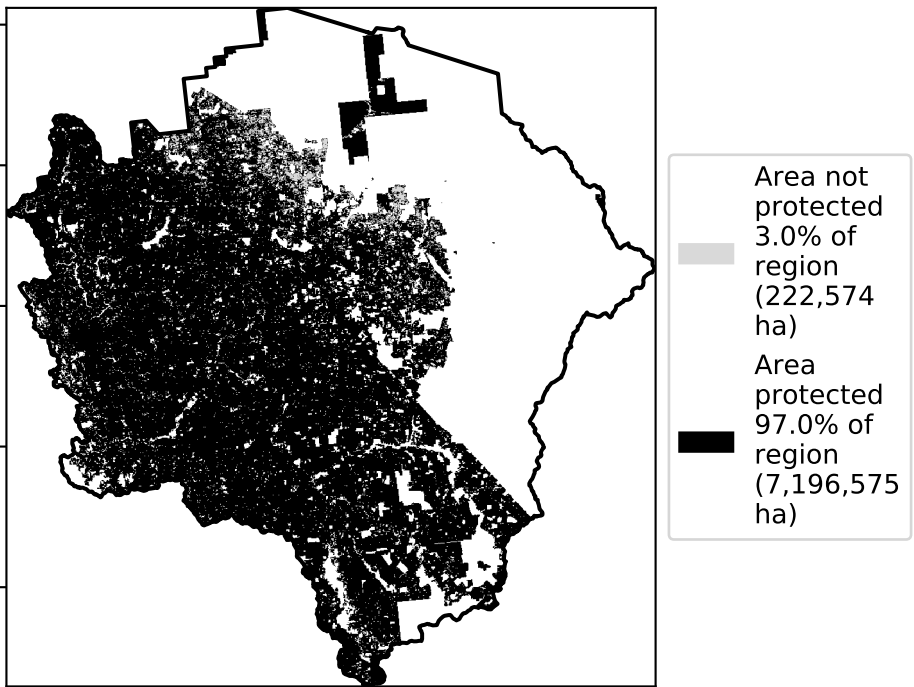 Area not
protected
3.0% of
region
(222,574
ha)
Area
protected
97.0% of
region
(7,196,575
ha)